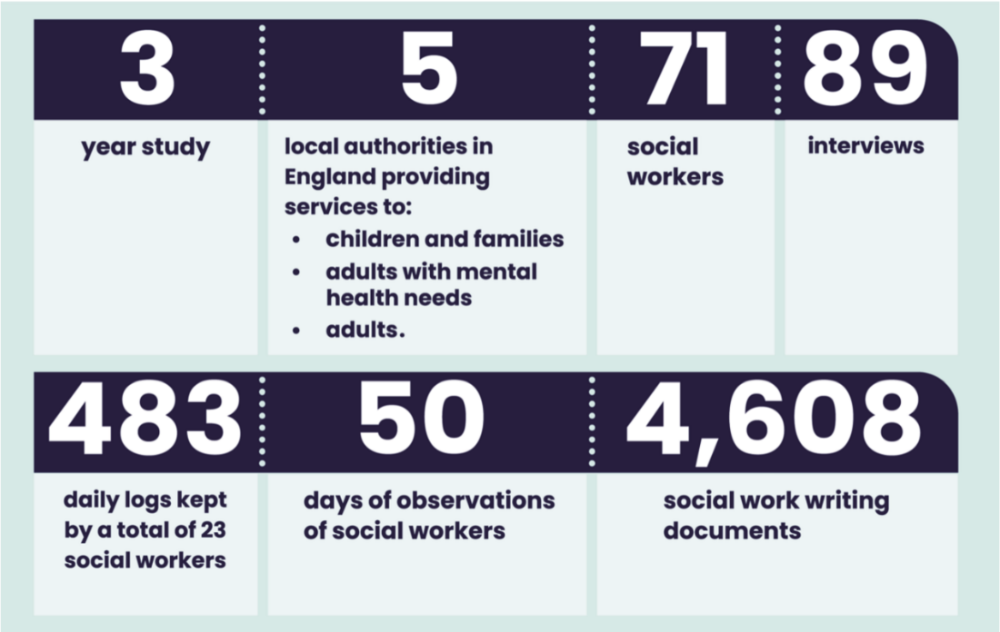 3
year study
5
local authorities in
England providing
services to:
• children and families
• adults with mental
health needs
• adults.
71
social
workers
89
interviews
483
daily logs kept
by a total of 23
social workers
50
days of observations
of social workers
4,608
social work writing
documents